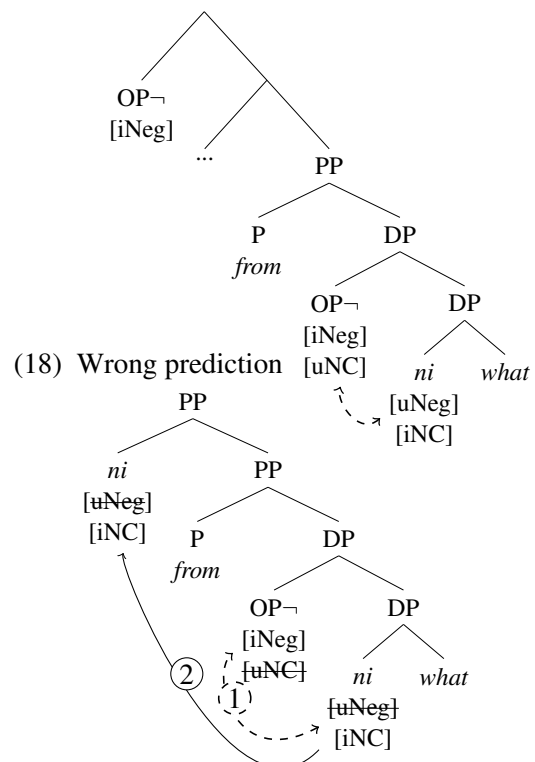 OP¬
[iNeg]
...
PP
P
DP
from
OP¬
DP
[iNeg]
[uNC]
ni
what
[uNeg]
[iNC]
(18) Wrong prediction
PP
ni
PP
[uNeg]
[iNC]
P
DP
from
OP¬
DP
[iNeg]
[uNC]
ni
what
[uNeg]
[iNC]
1
2